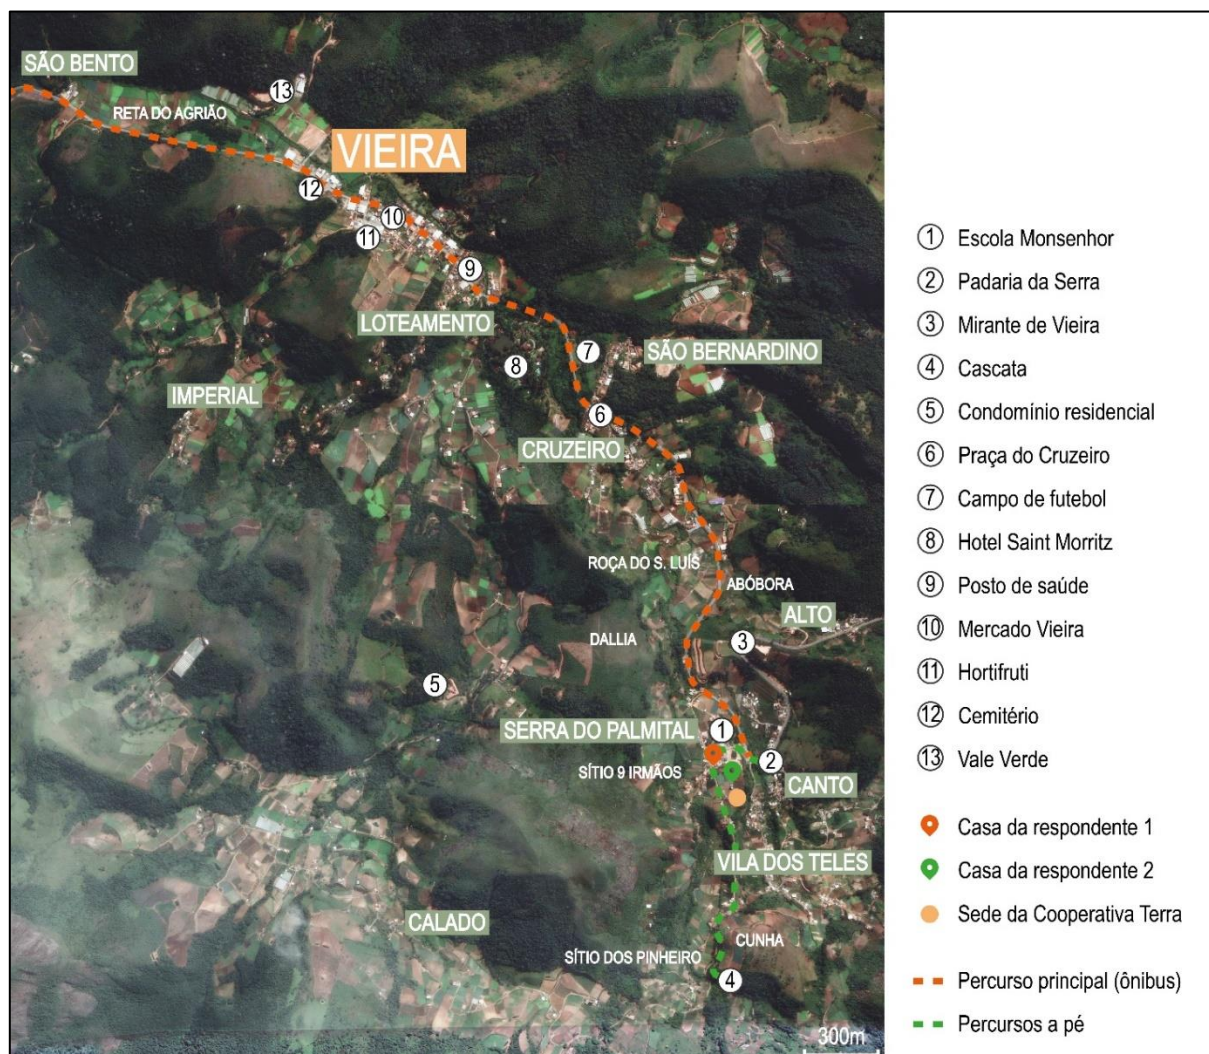 SÃO BENTO
13
RETA DO AGRIÃO
VIEIRA
12
10
11
9
LOTEAMENTO
7
SÃO BERNARDINO
8
IMPERIAL
6
CRUZEIRO
ROÇA DO S. LUÍS
ABÓBORA
ALTO
DALLIA
3
5
SERRA DO PALMITAL
1
2
SÍTIO 9 IRMÃOS
CANTO
VILA DOS TELES
CALADO
CUNHA
SÍTIO DOS PINHEIRO
4
300m
1 Escola Monsenhor
2 Padaria da Serra
3 Mirante de Vieira
4 Cascata
5 Condomínio residencial
6 Praça do Cruzeiro
7 Campo de futebol
8 Hotel Saint Morritz
9 Posto de saúde
10 Mercado Vieira
11 Hortifruti
12 Cemitério
13 Vale Verde
Casa da respondente 1
Casa da respondente 2
Sede da Cooperativa Terra
Percurso principal (ônibus)
Percursos a pé